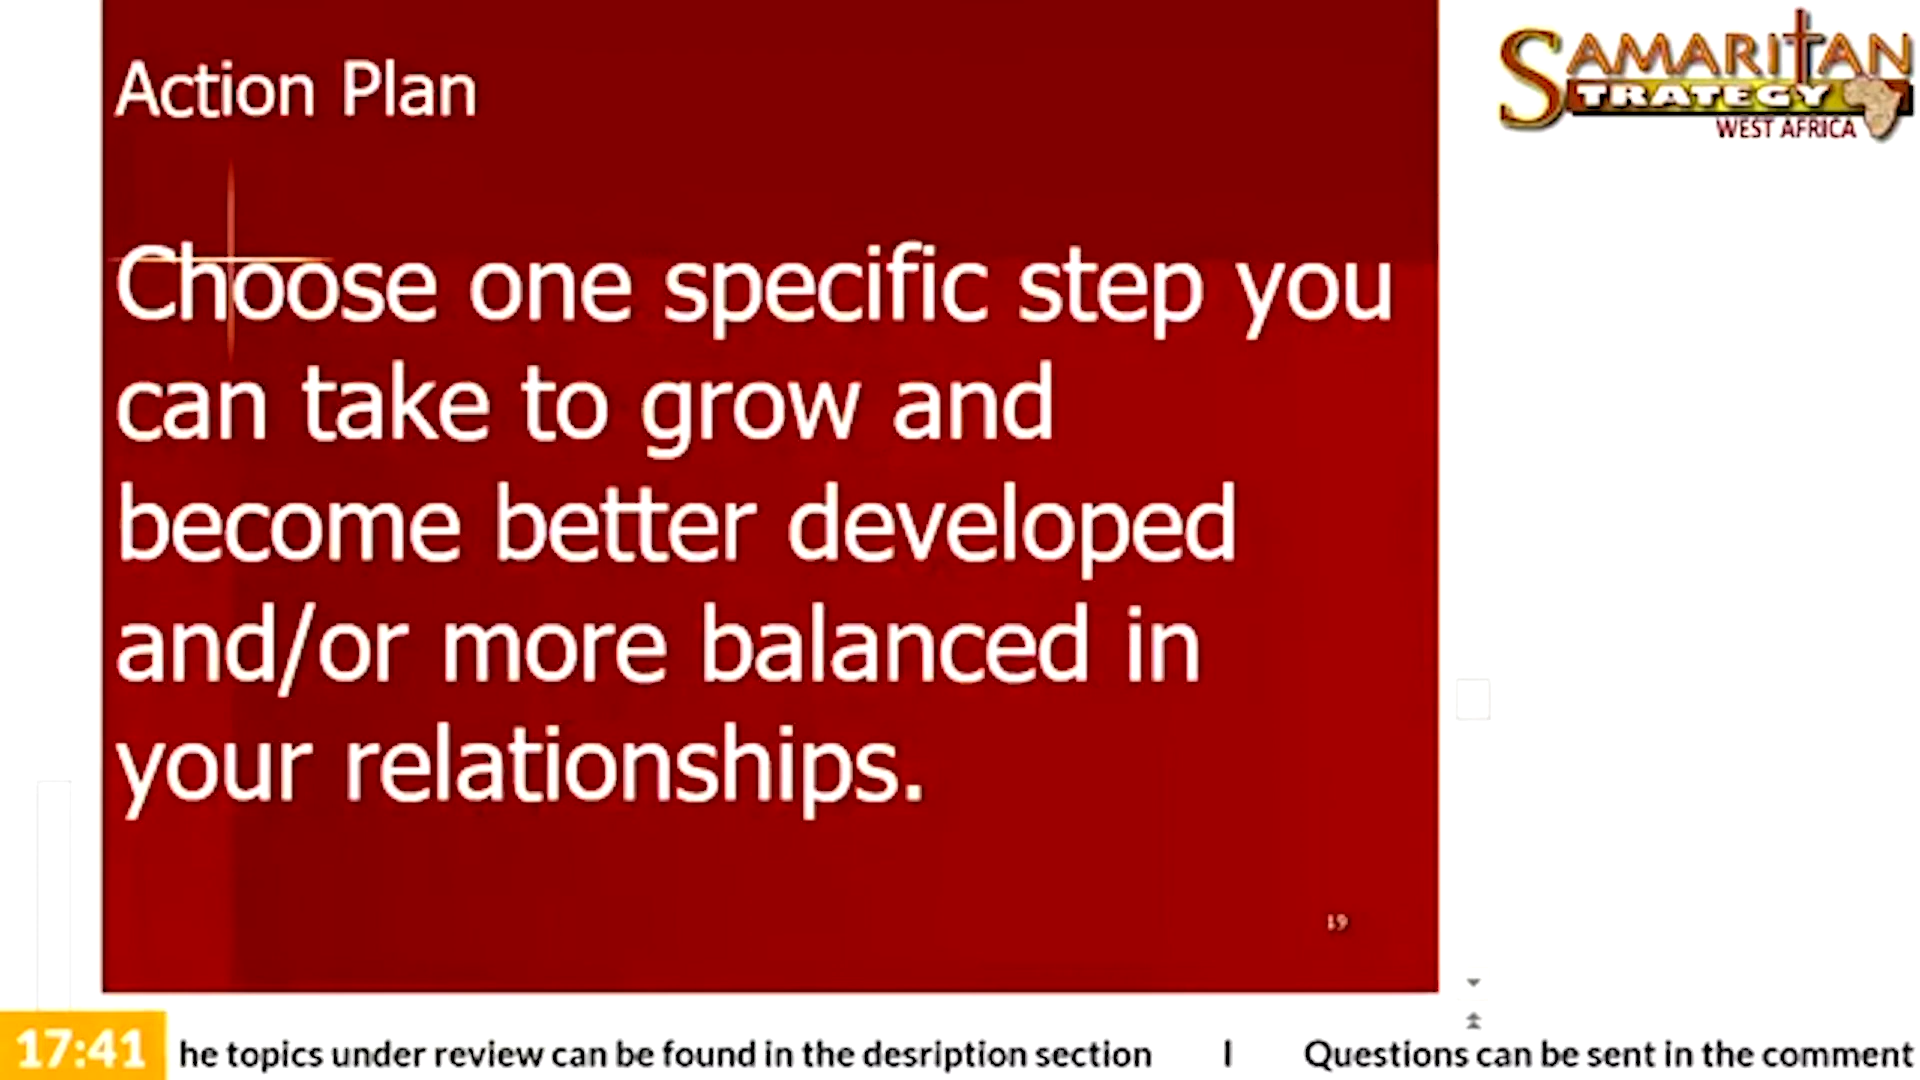 Action Plan
Choose one specific step you
can take to grow and
become better developed
and/or more balanced in
your relationships.
19
SAMARITAN
STRATEGY
WEST AFRICA
17:41 he topics under review can be found in the desription section | Questions can be sent in the comment